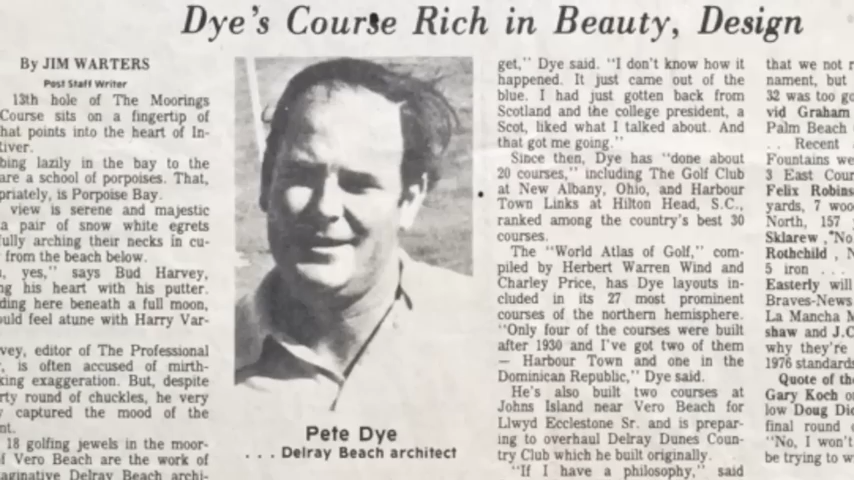 Dye's Course Rich in Beauty, Design
By JIM WARTERS
Post Staff Writer
13th hole of The Moorings
Course sits on a fingertip of
hat points into the heart of In-
River.
bing lazily in the bay to the
are a school of porpoises. That,
priately, is Porpoise Bay.
view is serene and majestic
a pair of snow white egrets
fully arching their necks in cu-
from the beach below.
, yes," says Bud Harvey,
ng his heart with his putter.
ding here beneath a full moon,
ould feel atune with Harry Var-
vey, editor of The Professional
, is often accused of mirth-
king exaggeration. But, despite
rty round of chuckles, he very
captured the mood of the
nt.
18 golfing jewels in the moor-
f Vero Beach are the work of
aginative Delray Beach archi-
Pete Dye
. . . Delray Beach architect
get," Dye said. "I don't know how it
happened. It just came out of the
blue. I had just gotten back from
Scotland and the college president, a
Scot, liked what I talked about. And
that got me going."
Since then, Dye has "done about
20 courses," including The Golf Club
at New Albany, Ohio, and Harbour
Town Links at Hilton Head, S.C.,
ranked among the country's best 30
courses.
The "World Atlas of Golf," com-
piled by Herbert Warren Wind and
Charley Price, has Dye layouts in-
cluded in its 27 most prominent
courses of the northern hemisphere.
"Only four of the courses were built
after 1930 and I've got two of them
— Harbour Town and one in the
Dominican Republic," Dye said.
He's also built two courses at
Johns Island near Vero Beach for
Llwyd Ecclestone Sr. and is prepar-
ing to overhaul Delray Dunes Coun-
try Club which he built originally.
"If I have a philosophy," said
that we not r
nament, but
32 was too go
vid Graham
Palm Beach
. . Recent
Fountains we
3 East Cour
Felix Robins
yards, 7 woo
North, 157
Sklarew, "No
Rothchild , N
5 iron . . .
Easterly will
Braves-News
La Mancha M
shaw and J.C
why they're
1976 standards
Quote of the
Gary Koch o
low Doug Dic
final round
"No, I won't
be trying to w